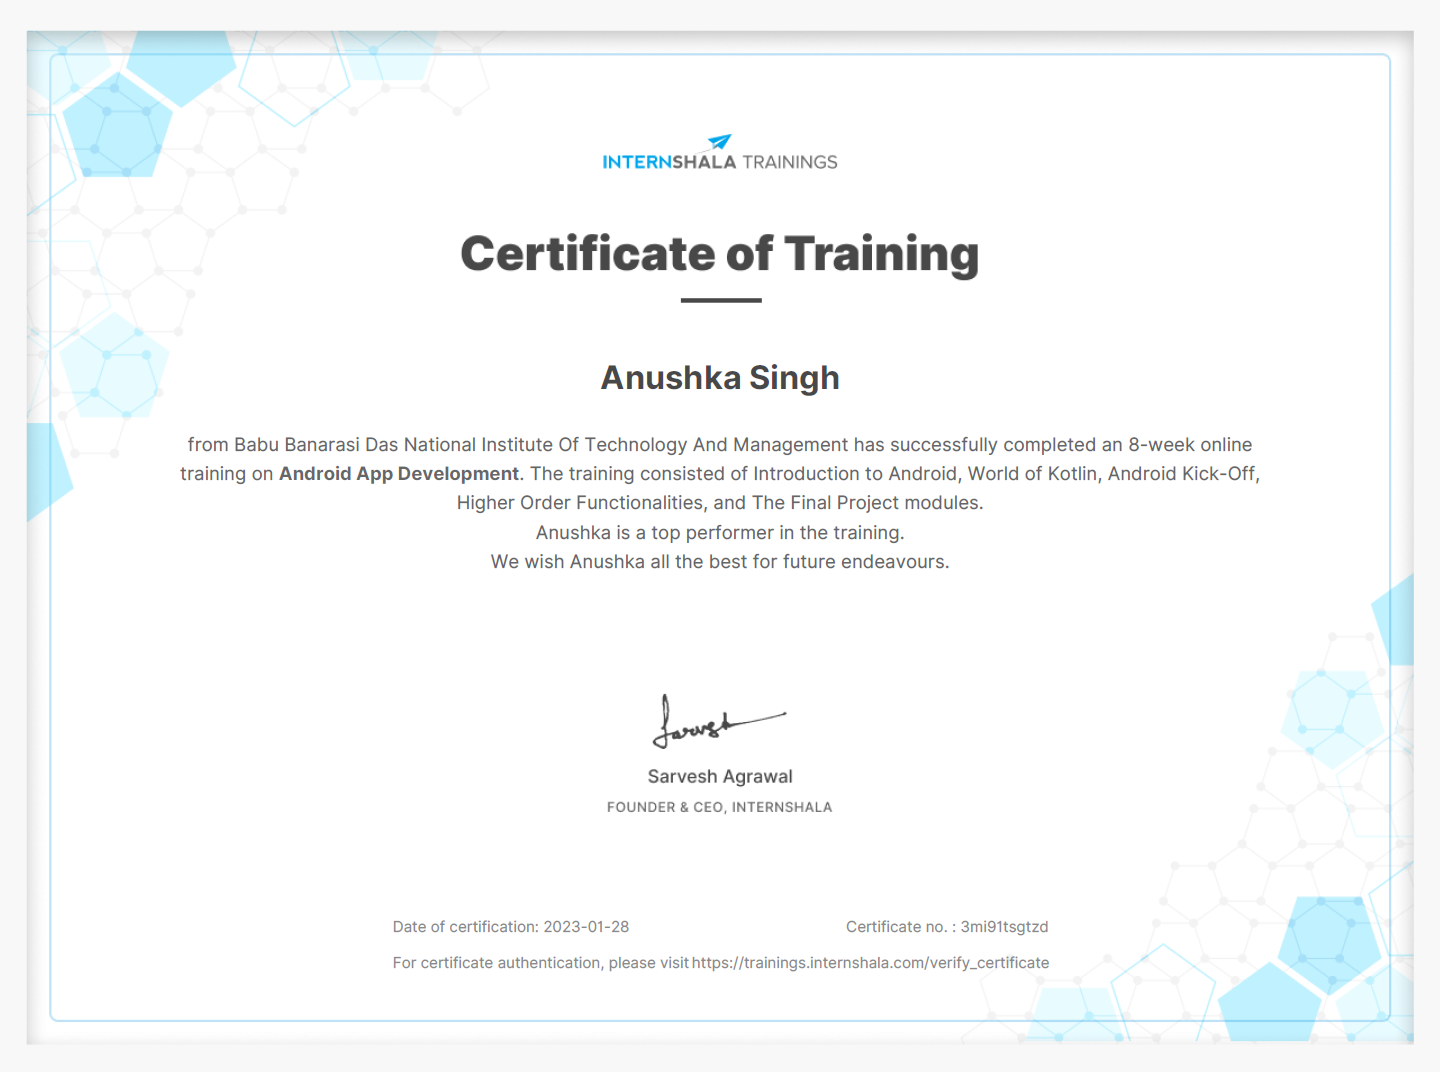 INTERNSHALA TRAININGS
Certificate of Training
Anushka Singh
from Babu Banarasi Das National Institute Of Technology And Management has successfully completed an 8-week online
training on Android App Development. The training consisted of Introduction to Android, World of Kotlin, Android Kick-Off,
Higher Order Functionalities, and The Final Project modules.
Anushka is a top performer in the training.
We wish Anushka all the best for future endeavours.
Sarvesh
Sarvesh Agrawal
FOUNDER & CEO, INTERNSHALA
Date of certification: 2023-01-28 Certificate no. : 3mi91tsgtzd
For certificate authentication, please visit https://trainings.internshala.com/verify_certificate